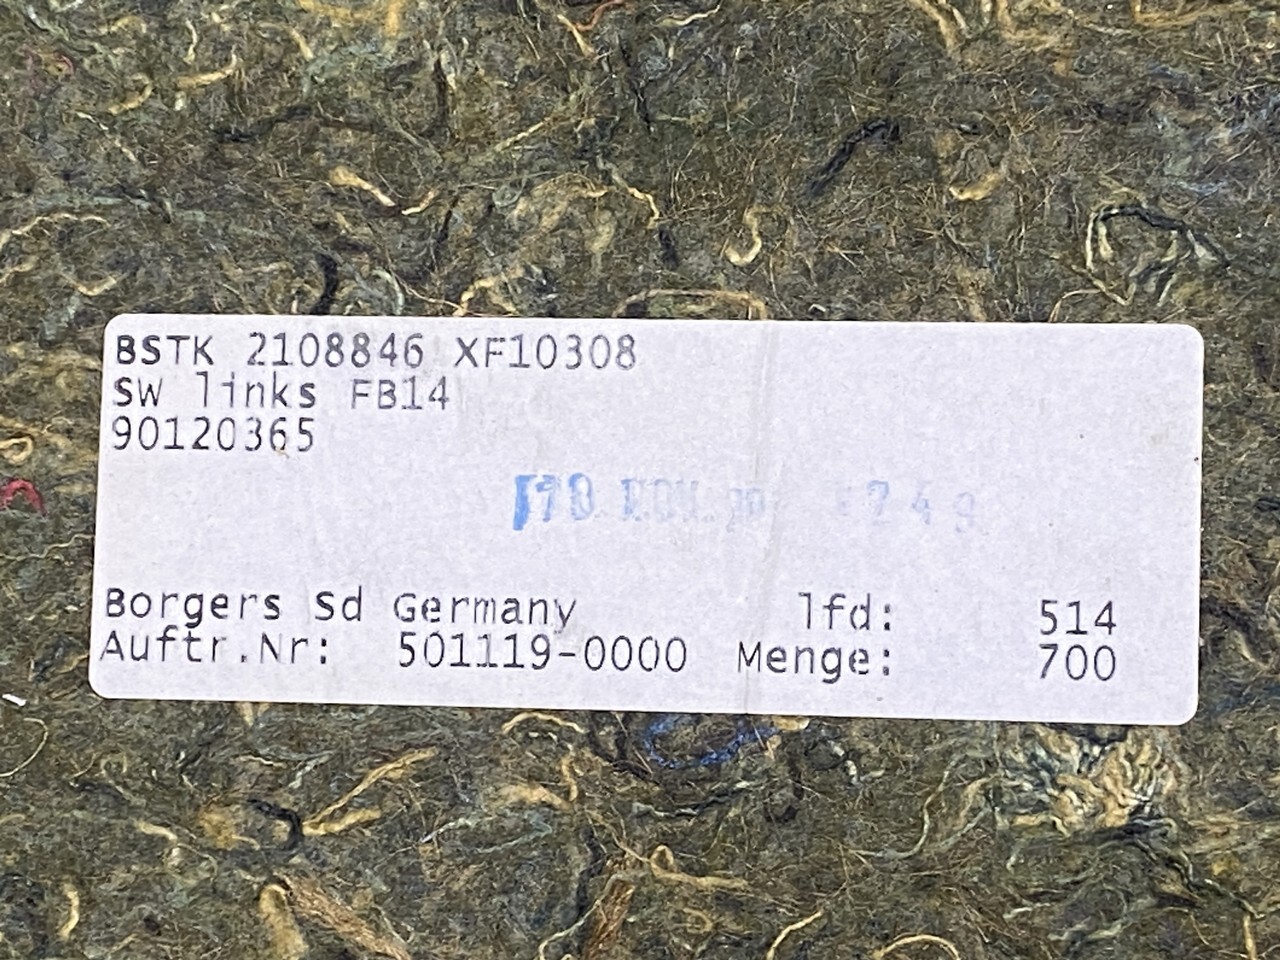 BSTK 2108846 XF10308
SW links FB14
90120365
Borgers Sd Germany lfd: 514
Auftr.Nr: 501119-0000 Menge: 700